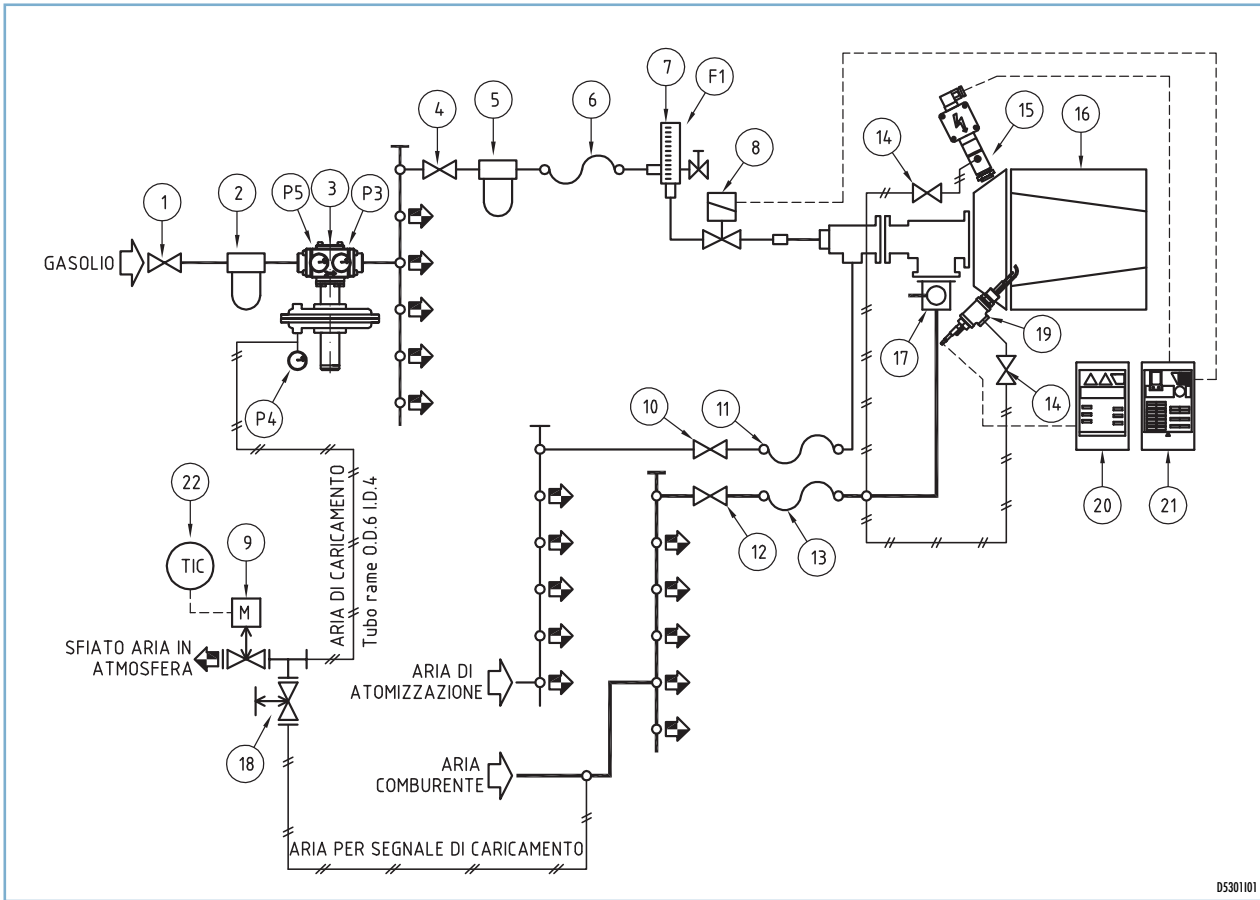 7
F1
5
6
4
15
16
14
8
1
2
P5
3
P3
GASOLIO
19
17
14
P4
10
11
20
21
12
13
22
9
ARIA DI CARICAMENTO
Tubo rame O.D.6 I.D.4
TIC
M
SFIATO ARIA IN
ATMOSFERA
ARIA DI
ATOMIZZAZIONE
18
ARIA
COMBURENTE
ARIA PER SEGNALE DI CARICAMENTO
D5301I01